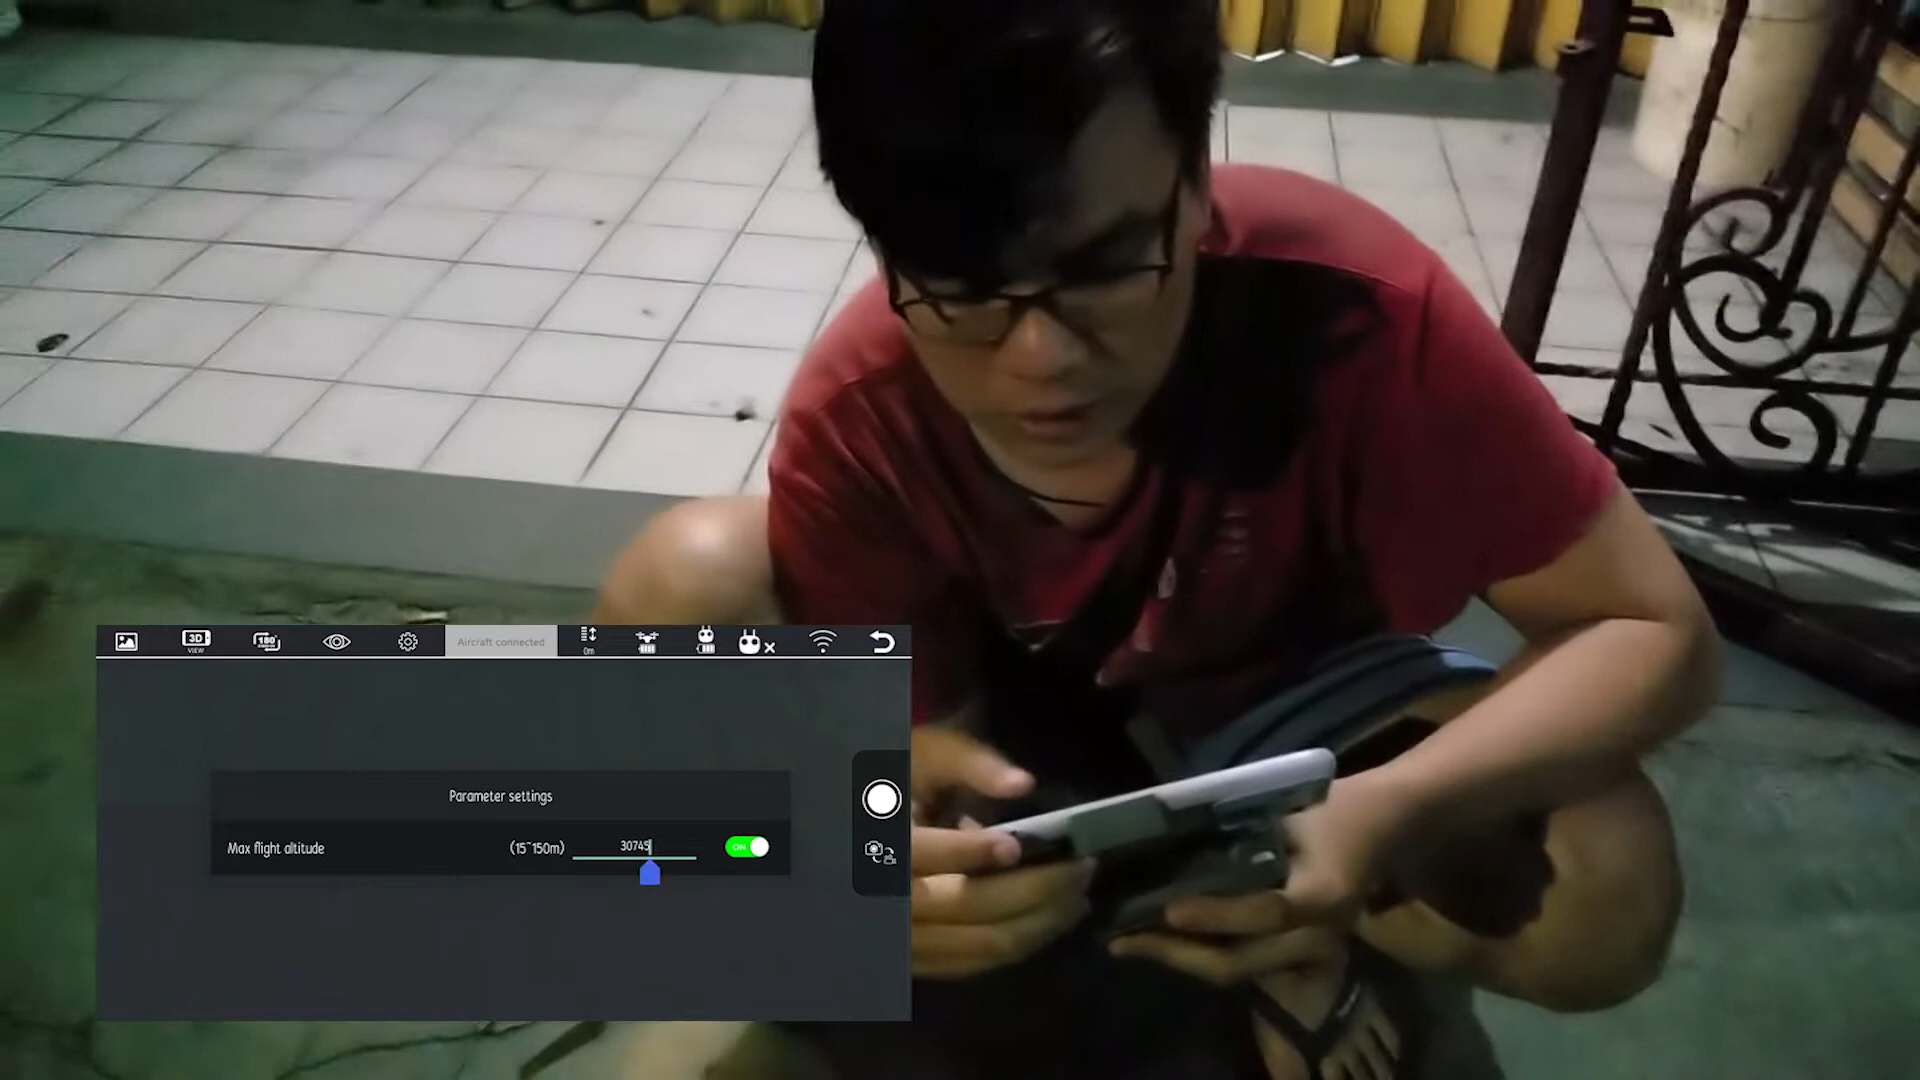 3D
VIEW
180°
Aircraft connected
0m
Parameter settings
Max flight altitude (15~150m) 30745 ON